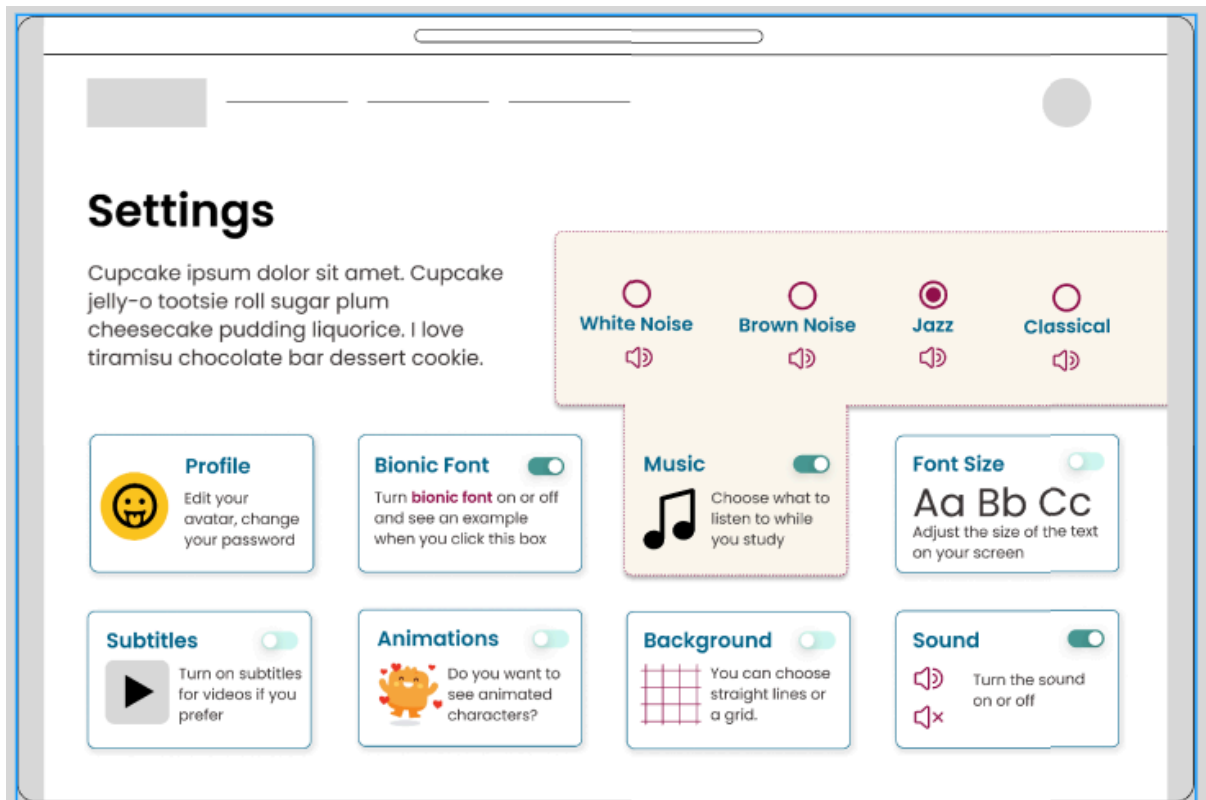 Settings
Cupcake ipsum dolor sit amet. Cupcake
jelly-o tootsie roll sugar plum
cheesecake pudding liquorice. I love
tiramisu chocolate bar dessert cookie.
White Noise
Brown Noise
Jazz
Classical
Profile
Edit your
avatar, change
your password
Bionic Font
Turn bionic font on or off
and see an example
when you click this box
Music
Choose what to
listen to while
you study
Font Size
Aa Bb Cc
Adjust the size of the text
on your screen
Subtitles
Turn on subtitles
for videos if you
prefer
Animations
Do you want to
see animated
characters?
Background
You can choose
straight lines or
a grid.
Sound
Turn the sound
on or off